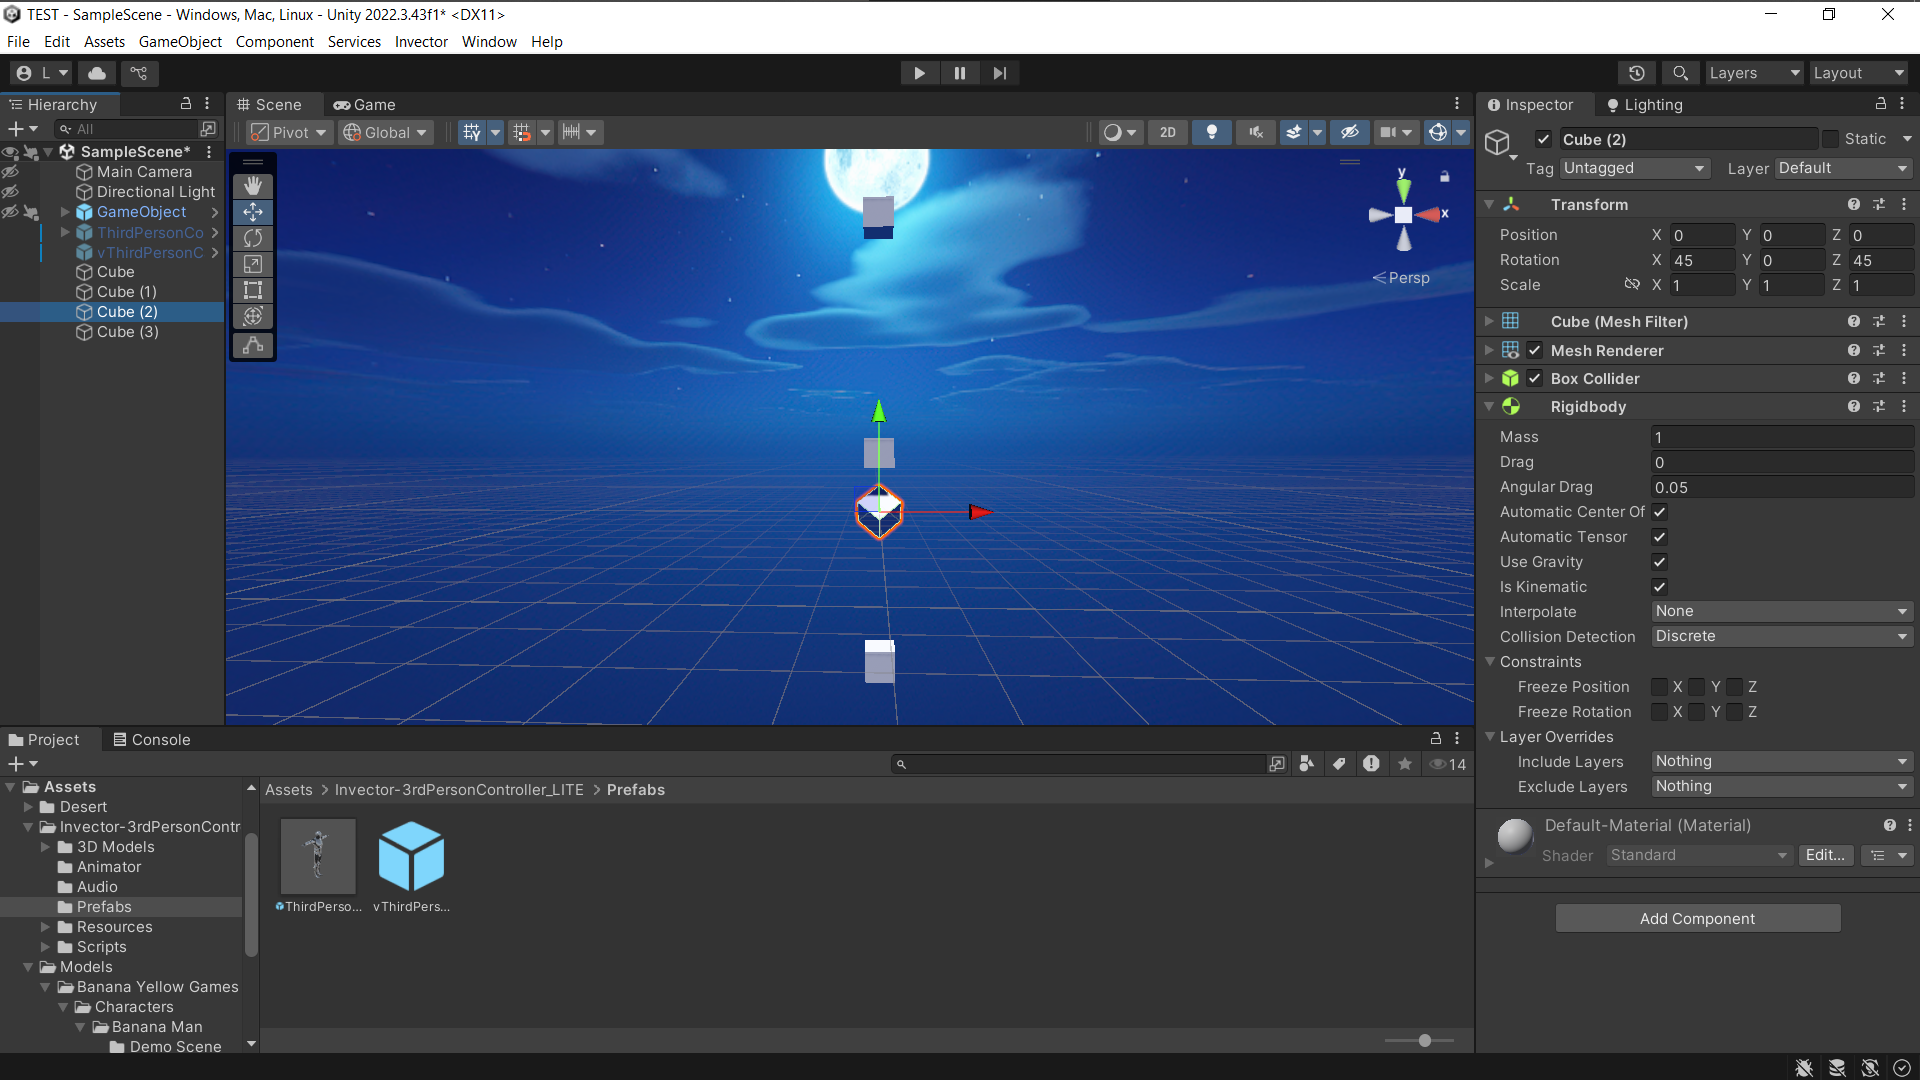 TEST - SampleScene - Windows, Mac, Linux - Unity 2022.3.43f1* <DX11>
File Edit Assets GameObject Component Services Invector Window Help
L
Layers
Layout
Hierarchy
All
SampleScene*
Main Camera
Directional Light
GameObject
ThirdPersonCo
vThirdPersonC
Cube
Cube (1)
Cube (2)
Cube (3)
Scene
Game
Pivot
Global
2D
y
x
Persp
Inspector
Lighting
Cube (2)
Static
Tag Untagged
Layer Default
Transform
Position X 0 Y 0 Z 0
Rotation X 45 Y 0 Z 45
Scale X 1 Y 1 Z 1
Cube (Mesh Filter)
Mesh Renderer
Box Collider
Rigidbody
Mass 1
Drag 0
Angular Drag 0.05
Automatic Center Of
Automatic Tensor
Use Gravity
Is Kinematic
Interpolate None
Collision Detection Discrete
Constraints
Freeze Position X Y Z
Freeze Rotation X Y Z
Layer Overrides
Include Layers Nothing
Exclude Layers Nothing
Default-Material (Material)
Shader Standard Edit...
Add Component
Project
Console
14
Assets
Desert
Invector-3rdPersonContr
3D Models
Animator
Audio
Prefabs
Resources
Scripts
Models
Banana Yellow Games
Characters
Banana Man
Demo Scene
Assets > Invector-3rdPersonController_LITE > Prefabs
ThirdPerso...
vThirdPers...